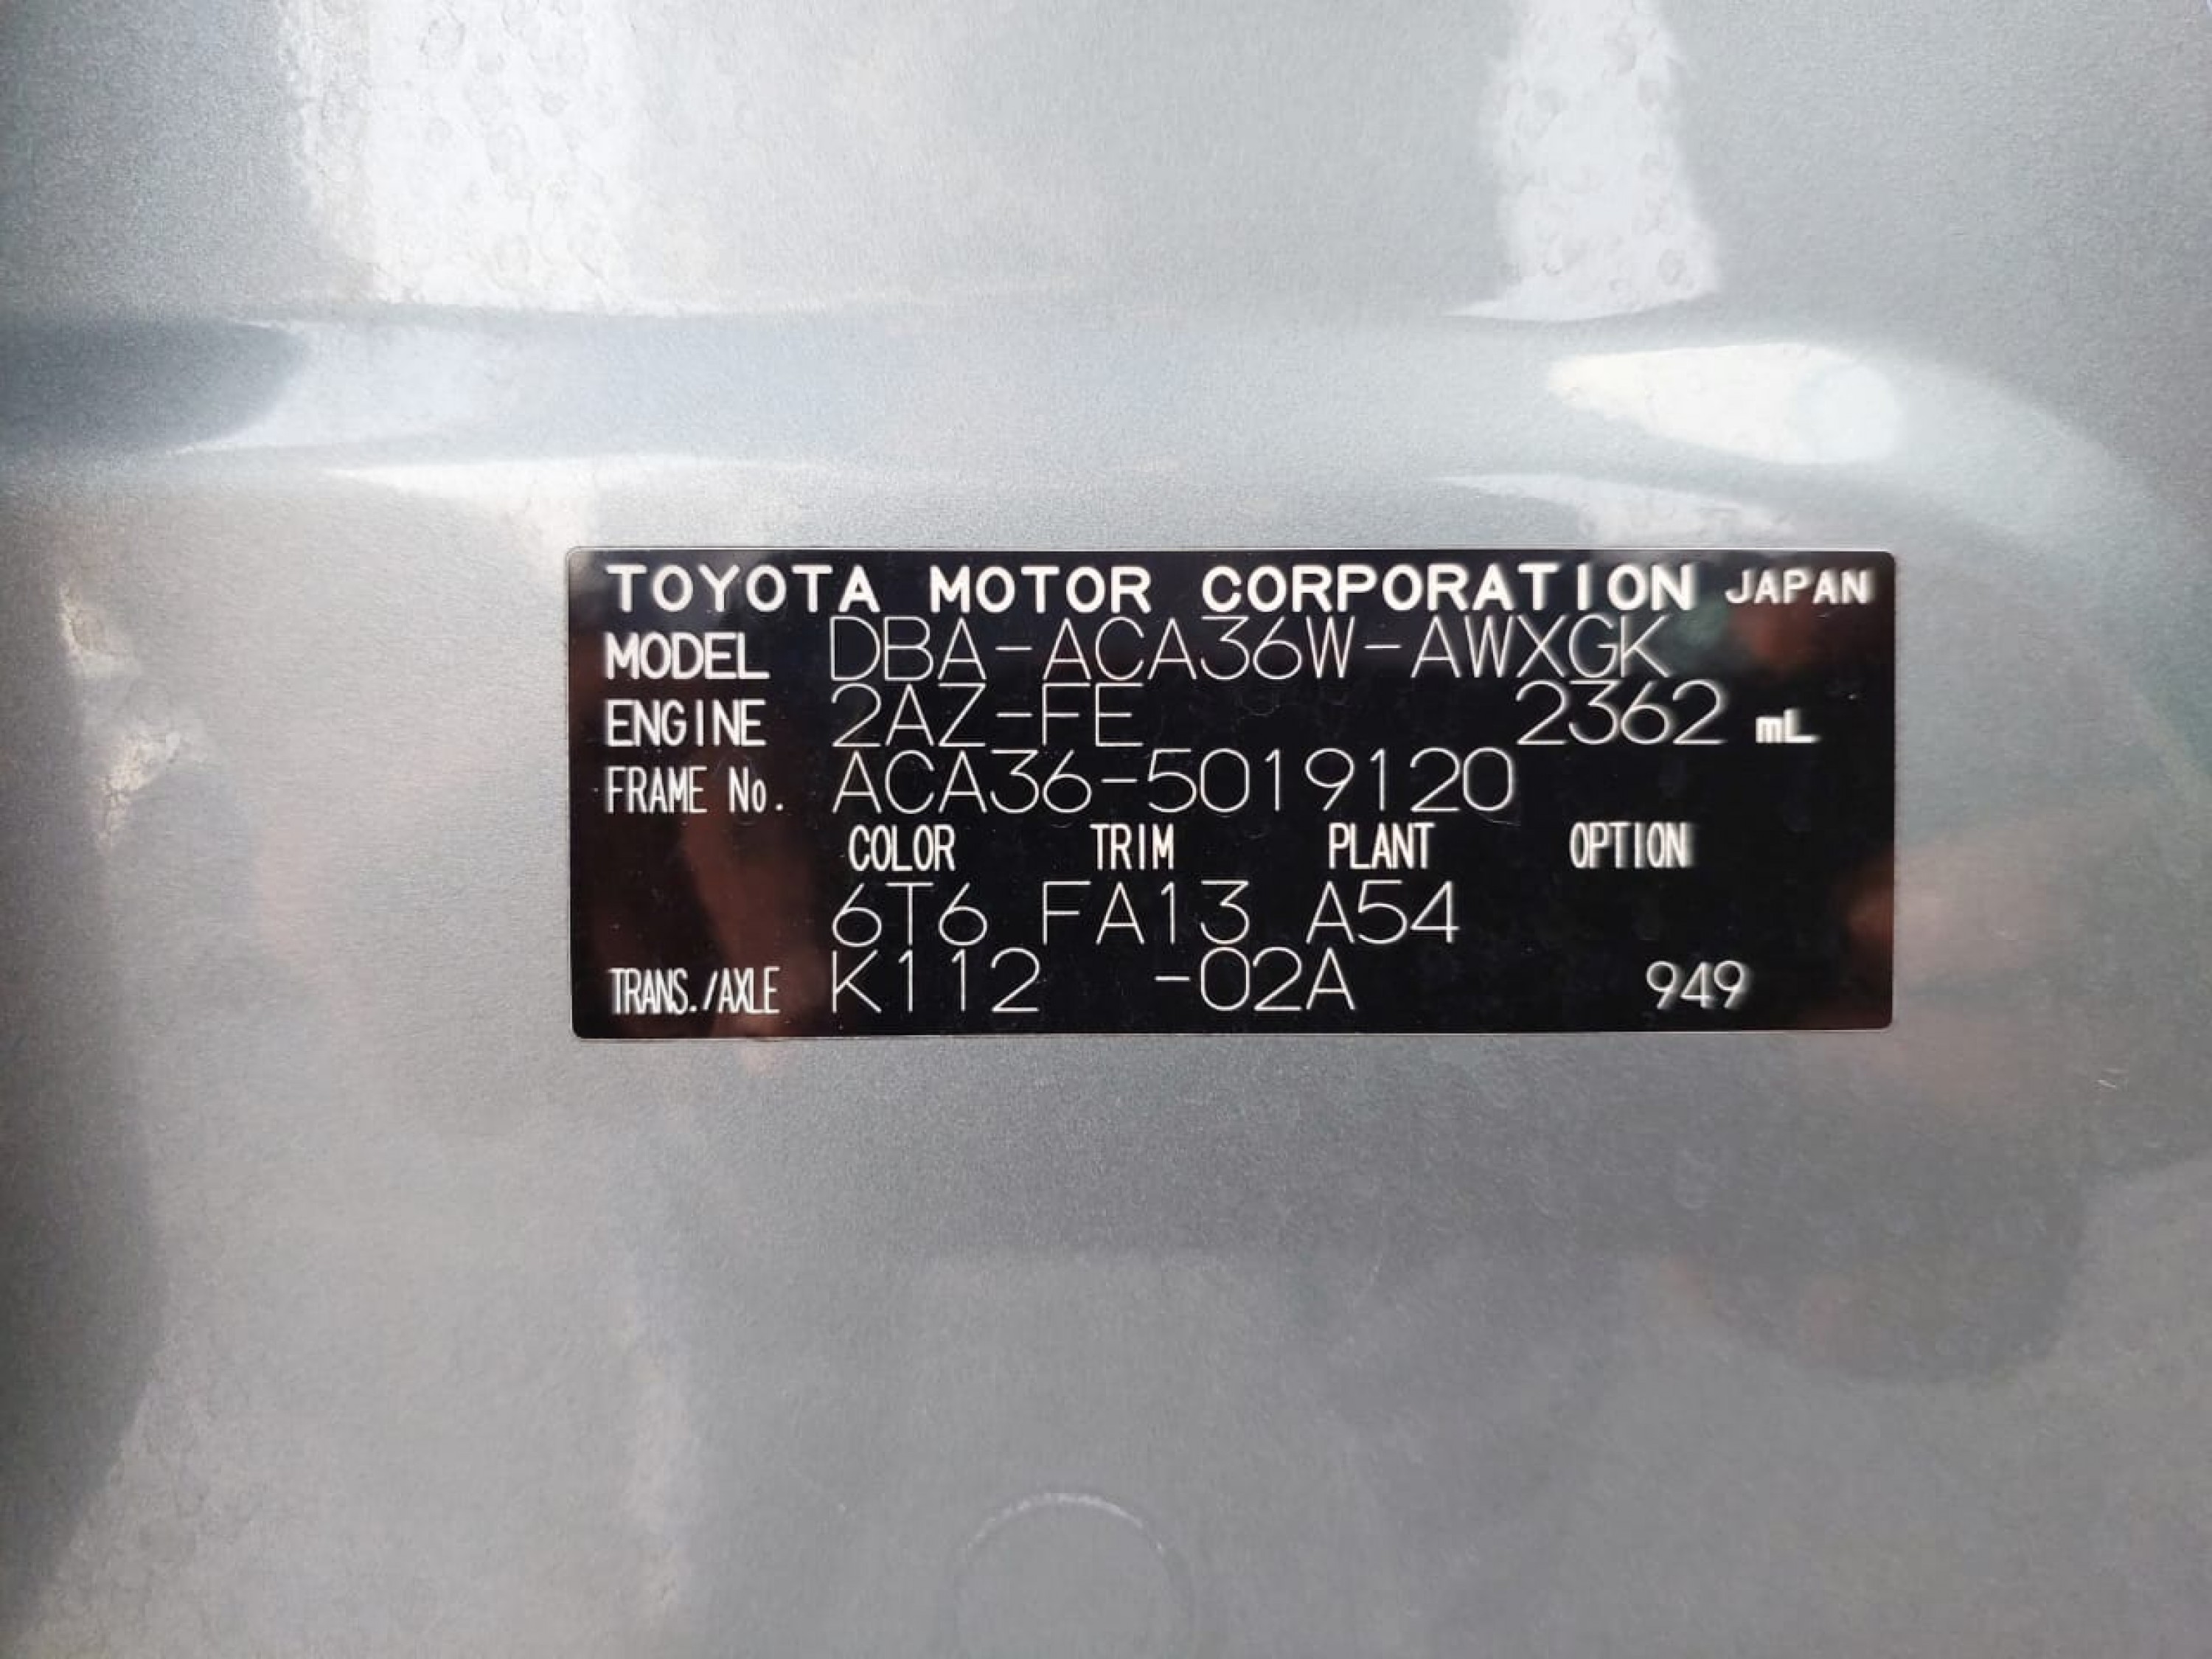 TOYOTA MOTOR CORPORATION JAPAN
MODEL DBA-ACA36W-AWXGK
ENGINE 2AZ-FE 2362 mL
FRAME No. ACA36-5019120
COLOR TRIM PLANT OPTION
6T6 FA13 A54
TRANS./AXLE K112 -02A 949